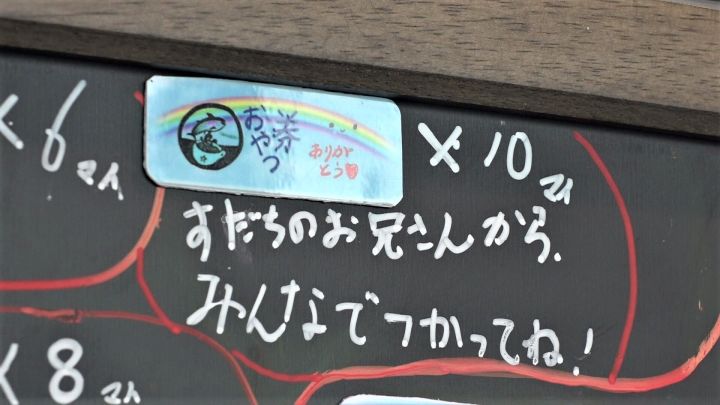 ×6マイ
おやつ券
ありがとう
×10マイ
すだちのお兄さんから.
みんなでつかってね!
×8マイ